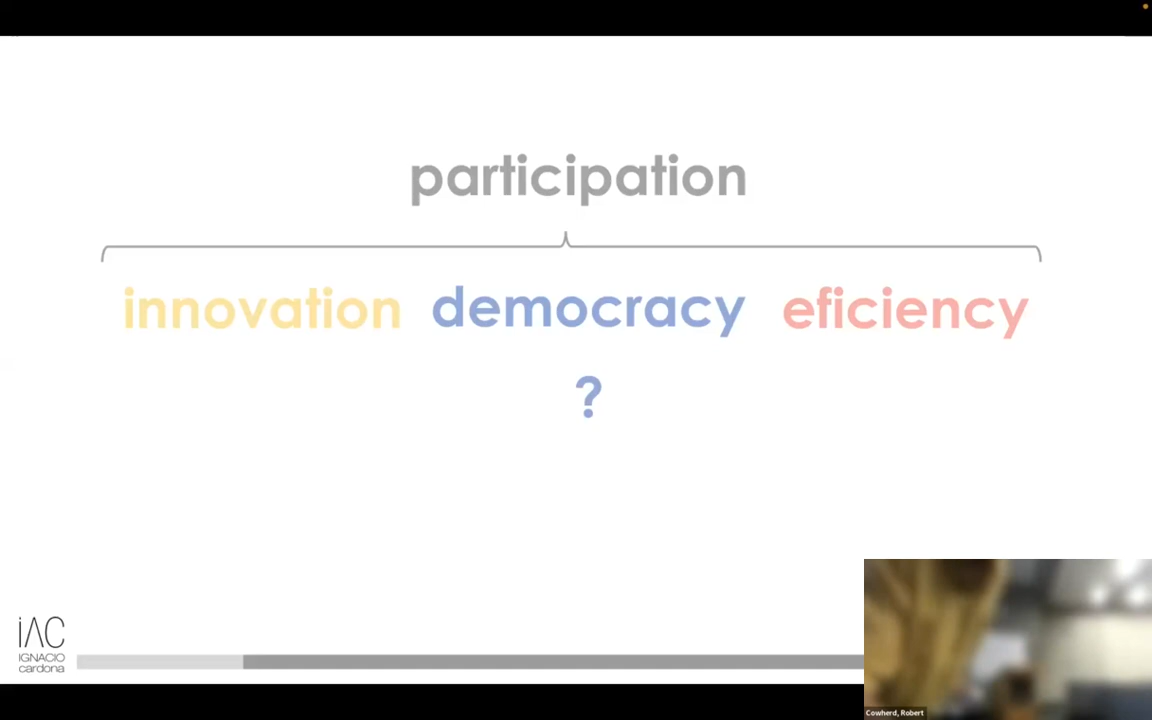 participation
innovation democracy eficiency
?
iAC
IGNACIO
cardona
Cowherd, Robert